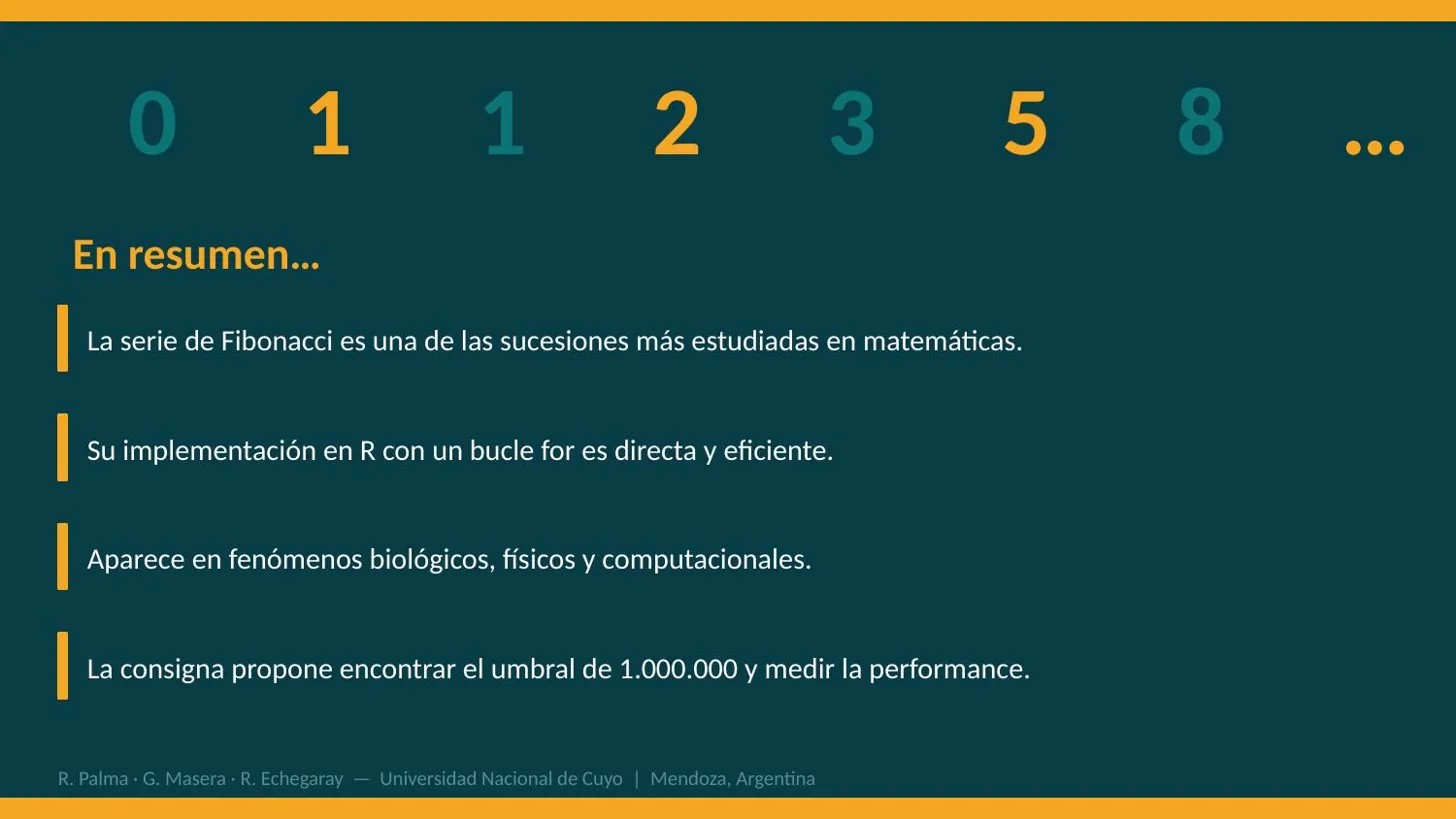 0 1 1 2 3 5 8 …
En resumen…
La serie de Fibonacci es una de las sucesiones más estudiadas en matemáticas.
Su implementación en R con un bucle for es directa y eficiente.
Aparece en fenómenos biológicos, físicos y computacionales.
La consigna propone encontrar el umbral de 1.000.000 y medir la performance.
R. Palma · G. Masera · R. Echegaray — Universidad Nacional de Cuyo | Mendoza, Argentina